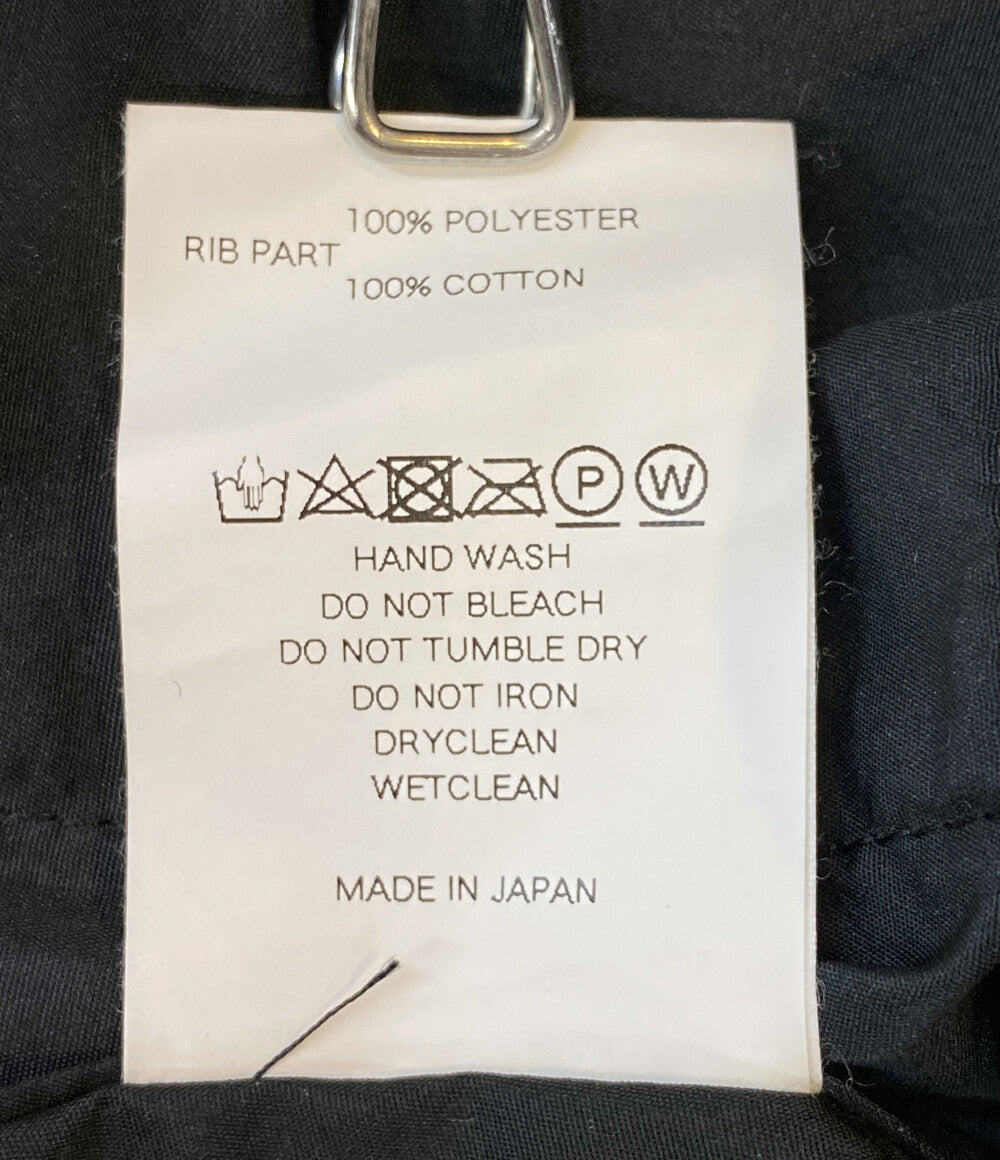 100% POLYESTER
RIB PART
100% COTTON
P W
HAND WASH
DO NOT BLEACH
DO NOT TUMBLE DRY
DO NOT IRON
DRYCLEAN
WETCLEAN
MADE IN JAPAN